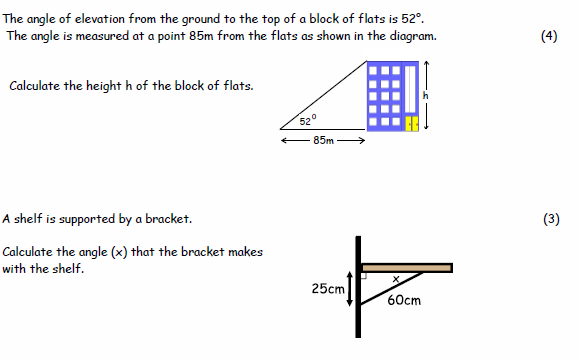 The angle of elevation from the ground to the top of a block of flats is 52°.
The angle is measured at a point 85m from the flats as shown in the diagram. (4)
Calculate the height h of the block of flats.
h
52°
85m
A shelf is supported by a bracket. (3)
Calculate the angle (x) that the bracket makes
with the shelf.
x
25cm
60cm